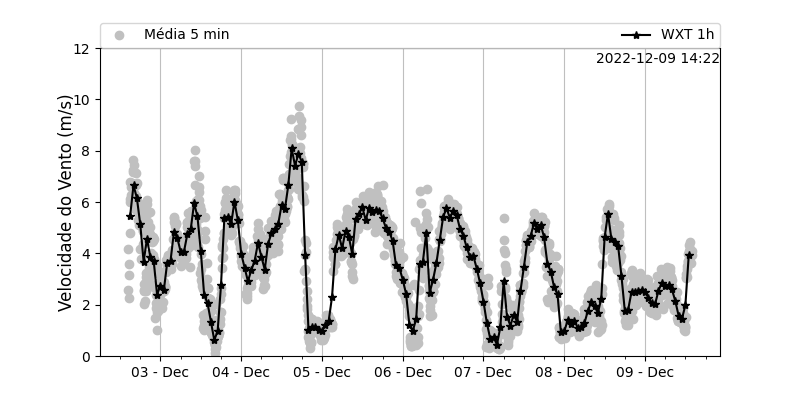 Média 5 min
WXT 1h
2022-12-09 14:22
Velocidade do Vento (m/s)
12
10
8
6
4
2
0
03 - Dec
04 - Dec
05 - Dec
06 - Dec
07 - Dec
08 - Dec
09 - Dec